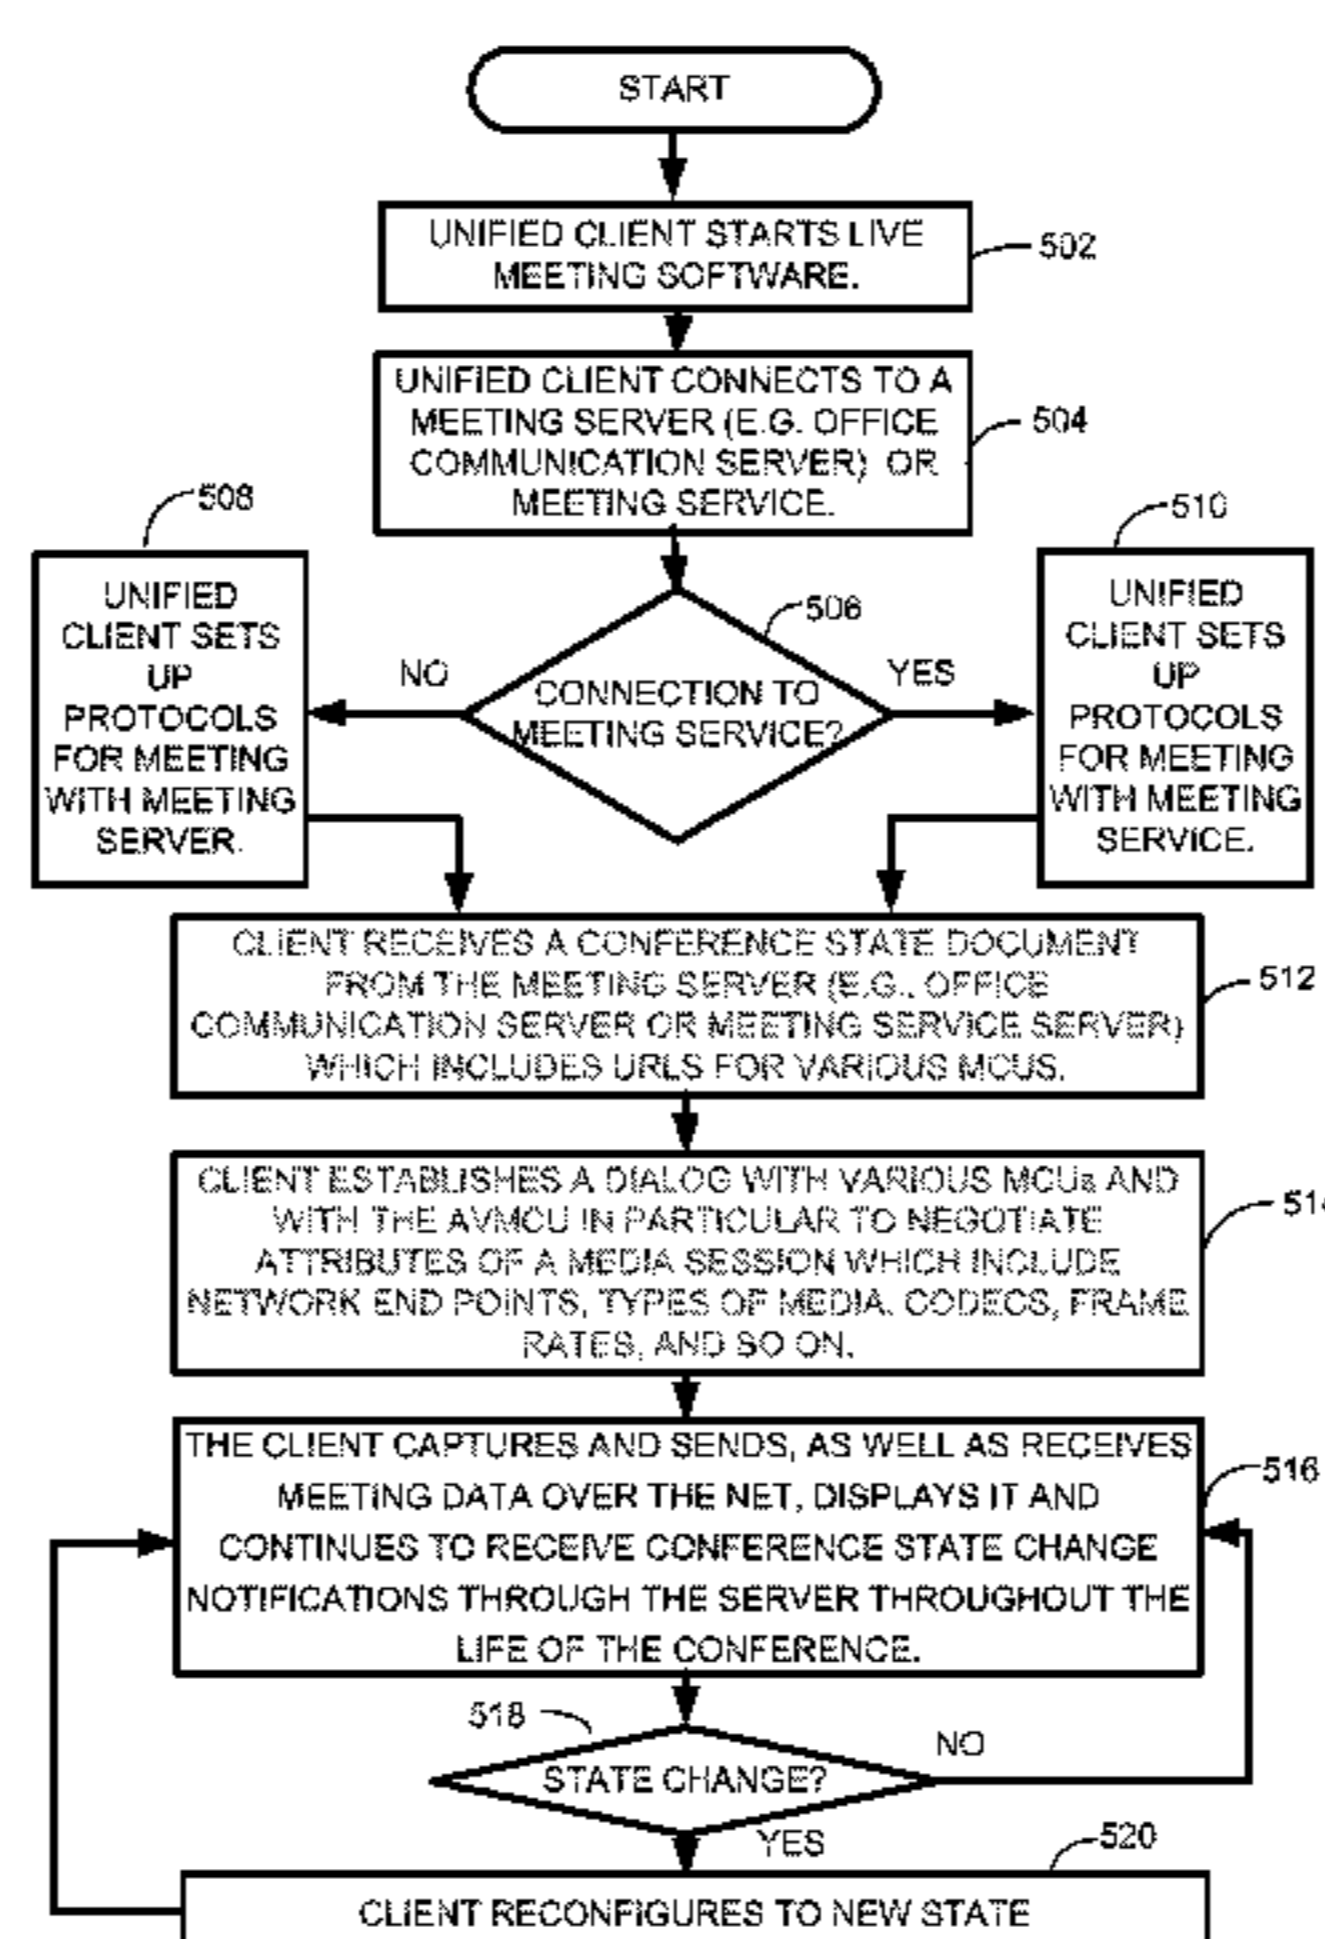 START
UNIFIED CLIENT STARTS LIVE
MEETING SOFTWARE.
502
UNIFIED CLIENT CONNECTS TO A
MEETING SERVER (E.G. OFFICE
COMMUNICATION SERVER) OR
MEETING SERVICE.
504
508
510
UNIFIED
CLIENT SETS
UP
PROTOCOLS
FOR MEETING
WITH MEETING
SERVER.
NO
506
CONNECTION TO
MEETING SERVICE?
YES
UNIFIED
CLIENT SETS
UP
PROTOCOLS
FOR MEETING
WITH MEETING
SERVICE.
CLIENT RECEIVES A CONFERENCE STATE DOCUMENT
FROM THE MEETING SERVER (E.G., OFFICE
COMMUNICATION SERVER OR MEETING SERVICE SERVER)
WHICH INCLUDES URLS FOR VARIOUS MCUS.
512
CLIENT ESTABLISHES A DIALOG WITH VARIOUS MCUs AND
WITH THE AVMCU IN PARTICULAR TO NEGOTIATE
ATTRIBUTES OF A MEDIA SESSION WHICH INCLUDE
NETWORK END POINTS, TYPES OF MEDIA, CODECS, FRAME
RATES, AND SO ON.
THE CLIENT CAPTURES AND SENDS, AS WELL AS RECEIVES
MEETING DATA OVER THE NET, DISPLAYS IT AND
CONTINUES TO RECEIVE CONFERENCE STATE CHANGE
NOTIFICATIONS THROUGH THE SERVER THROUGHOUT THE
LIFE OF THE CONFERENCE.
516
518
STATE CHANGE?
NO
YES
520
CLIENT RECONFIGURES TO NEW STATE